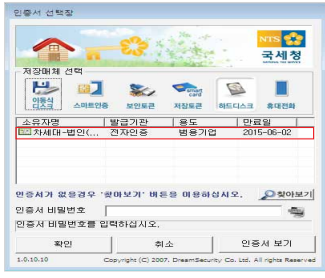 인증서 선택창
NTS 국세청
저장매체 선택
이동식 디스크 스마트인증 보안토큰 저장토큰 하드디스크 휴대전화
smart card
소유자명 발급기관 용도 만료일
차세대-법인(... 전자인증 범용기업 2015-06-02
인증서가 없을경우 '찾아보기' 버튼을 이용하십시오. 찾아보기
인증서 비밀번호
인증서 비밀번호를 입력하십시오.
확인 취소 인증서 보기
1.0.10.10 Copyright (C) 2007, DreamSecurity Co. Ltd. All rights Reserved